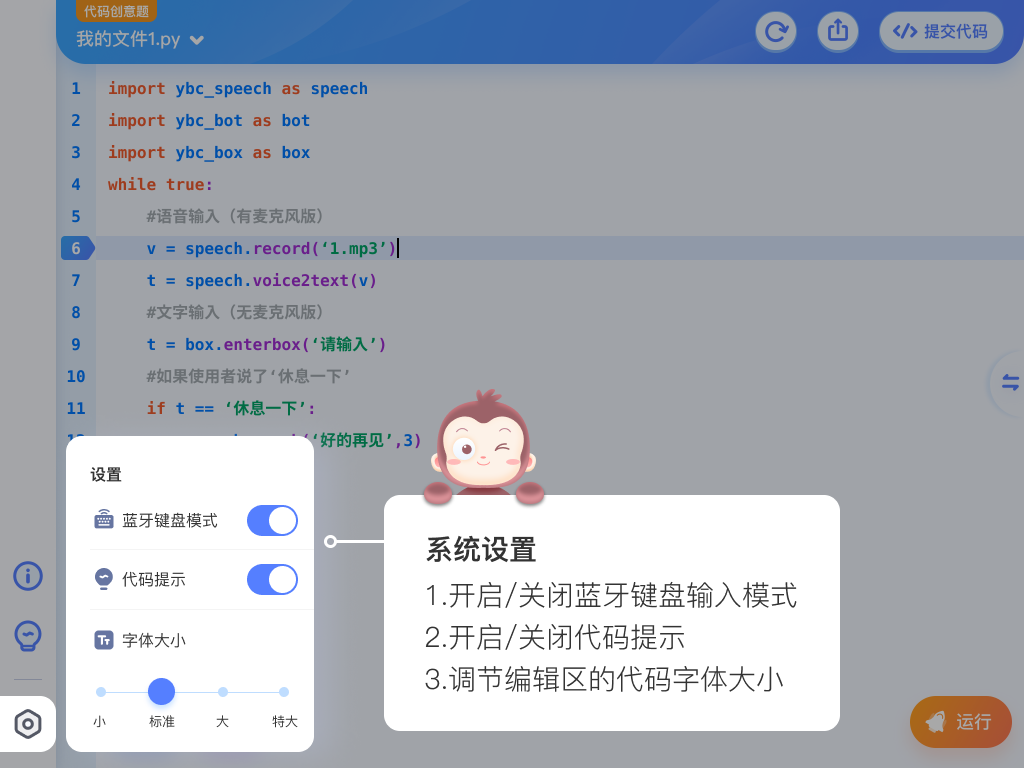 代码创意题
我的文件1.py
</> 提交代码
1 import ybc_speech as speech
2 import ybc_bot as bot
3 import ybc_box as box
4 while true:
5 #语音输入（有麦克风版）
6 v = speech.record(‘1.mp3’)
7 t = speech.voice2text(v)
8 #文字输入（无麦克风版）
9 t = box.enterbox(‘请输入’)
10 #如果使用者说了‘休息一下’
11 if t == ‘休息一下’:
‘好的再见’,3)
设置
蓝牙键盘模式
代码提示
Tт 字体大小
小 标准 大 特大
系统设置
1.开启/关闭蓝牙键盘输入模式
2.开启/关闭代码提示
3.调节编辑区的代码字体大小
运行